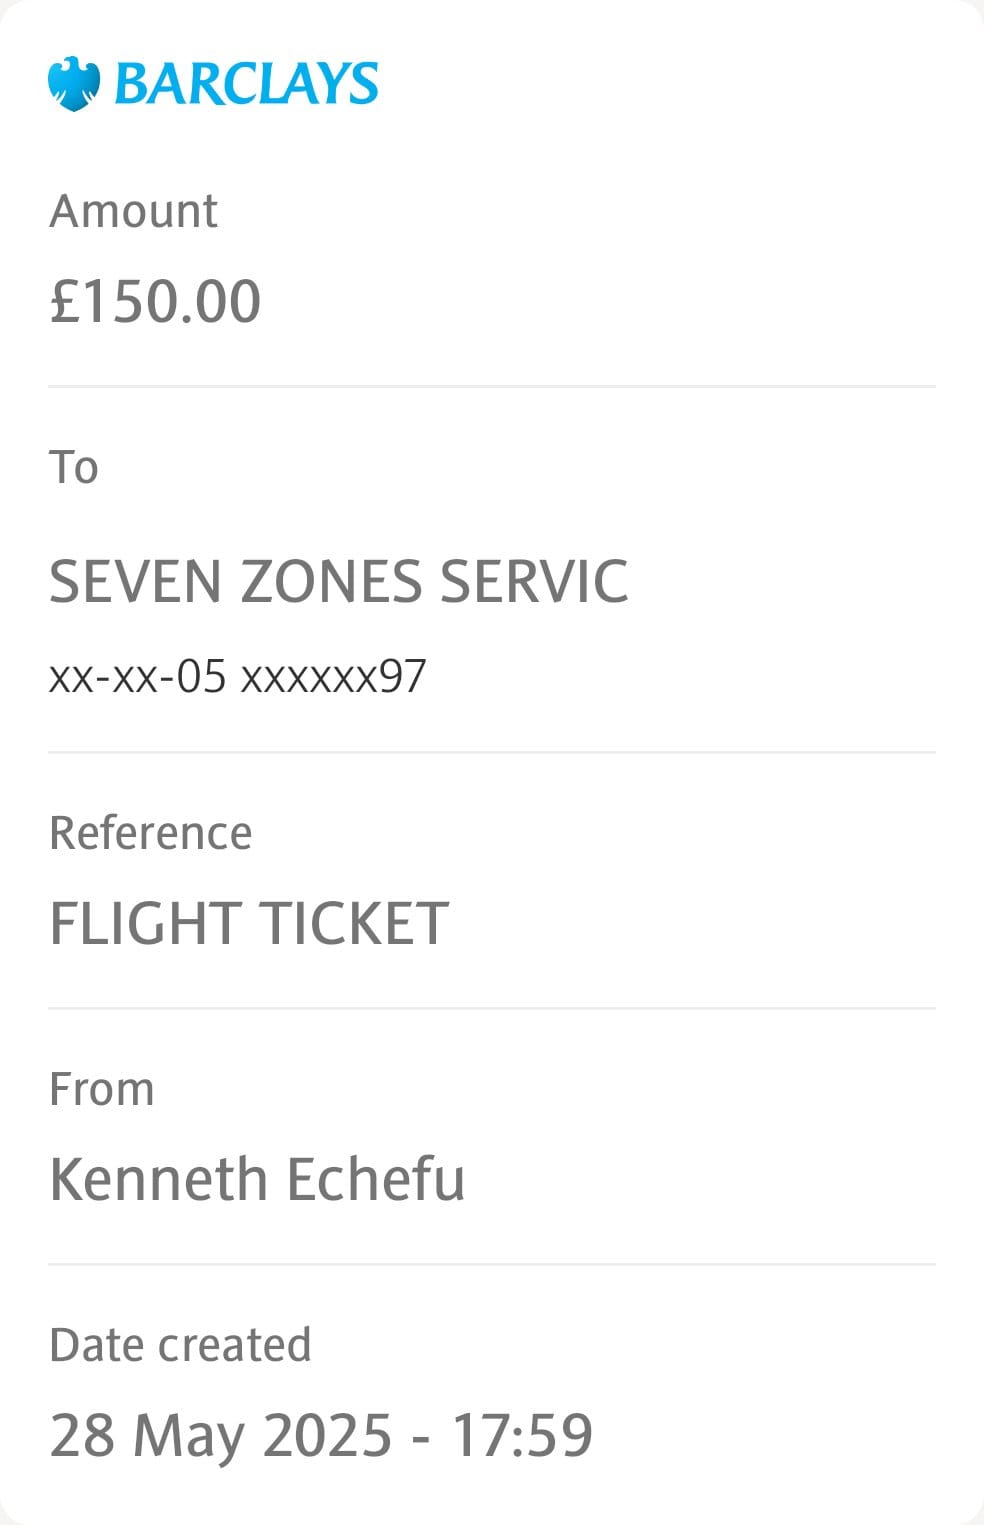 BARCLAYS
Amount
£150.00
To
SEVEN ZONES SERVIC
xx-xx-05 xxxxxx97
Reference
FLIGHT TICKET
From
Kenneth Echefu
Date created
28 May 2025 - 17:59